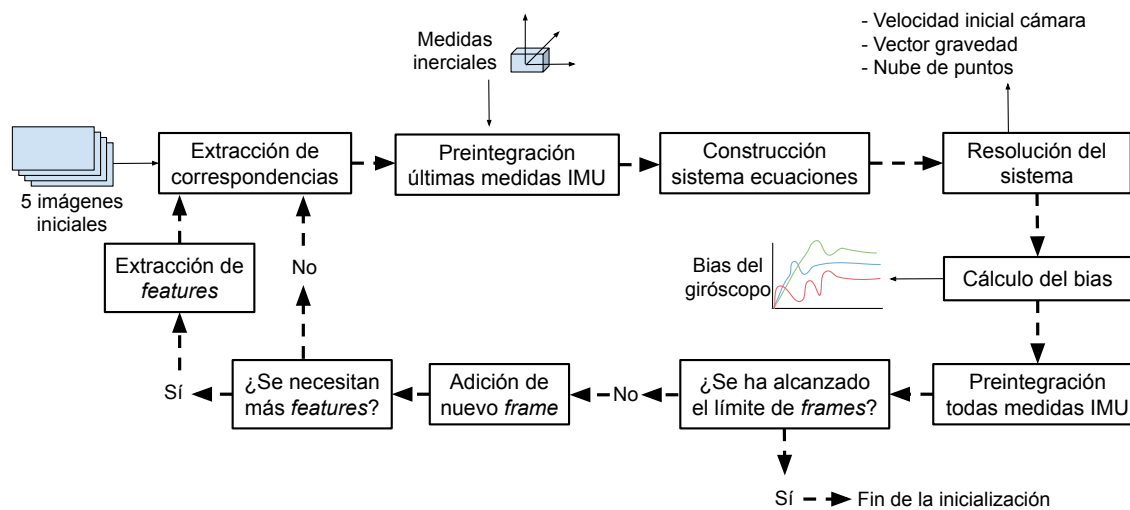 - Velocidad inicial cámara
- Vector gravedad
- Nube de puntos
Medidas
inerciales
5 imágenes
iniciales
Extracción de
correspondencias
Preintegración
últimas medidas IMU
Construcción
sistema ecuaciones
Resolución del
sistema
Extracción de
features
No
Bias del
giróscopo
Cálculo del bias
Sí
¿Se necesitan
más features?
Adición de
nuevo frame
No
¿Se ha alcanzado
el límite de frames?
Preintegración
todas medidas IMU
Sí
Fin de la inicialización